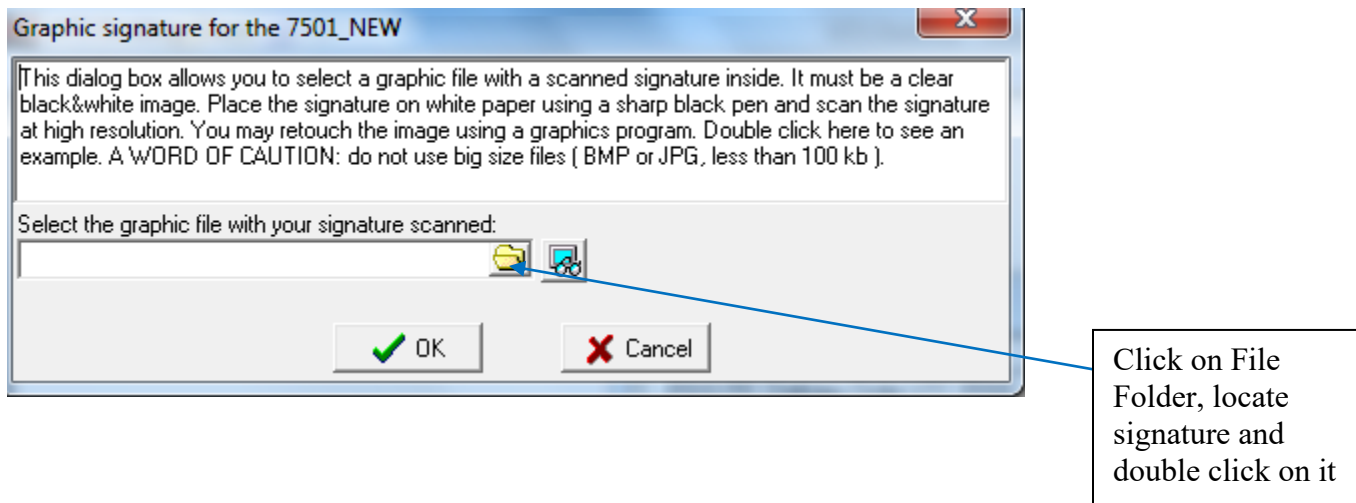 Graphic signature for the 7501_NEW
This dialog box allows you to select a graphic file with a scanned signature inside. It must be a clear
black&white image. Place the signature on white paper using a sharp black pen and scan the signature
at high resolution. You may retouch the image using a graphics program. Double click here to see an
example. A WORD OF CAUTION: do not use big size files ( BMP or JPG, less than 100 kb ).
Select the graphic file with your signature scanned:
OK
Cancel
Click on File
Folder, locate
signature and
double click on it